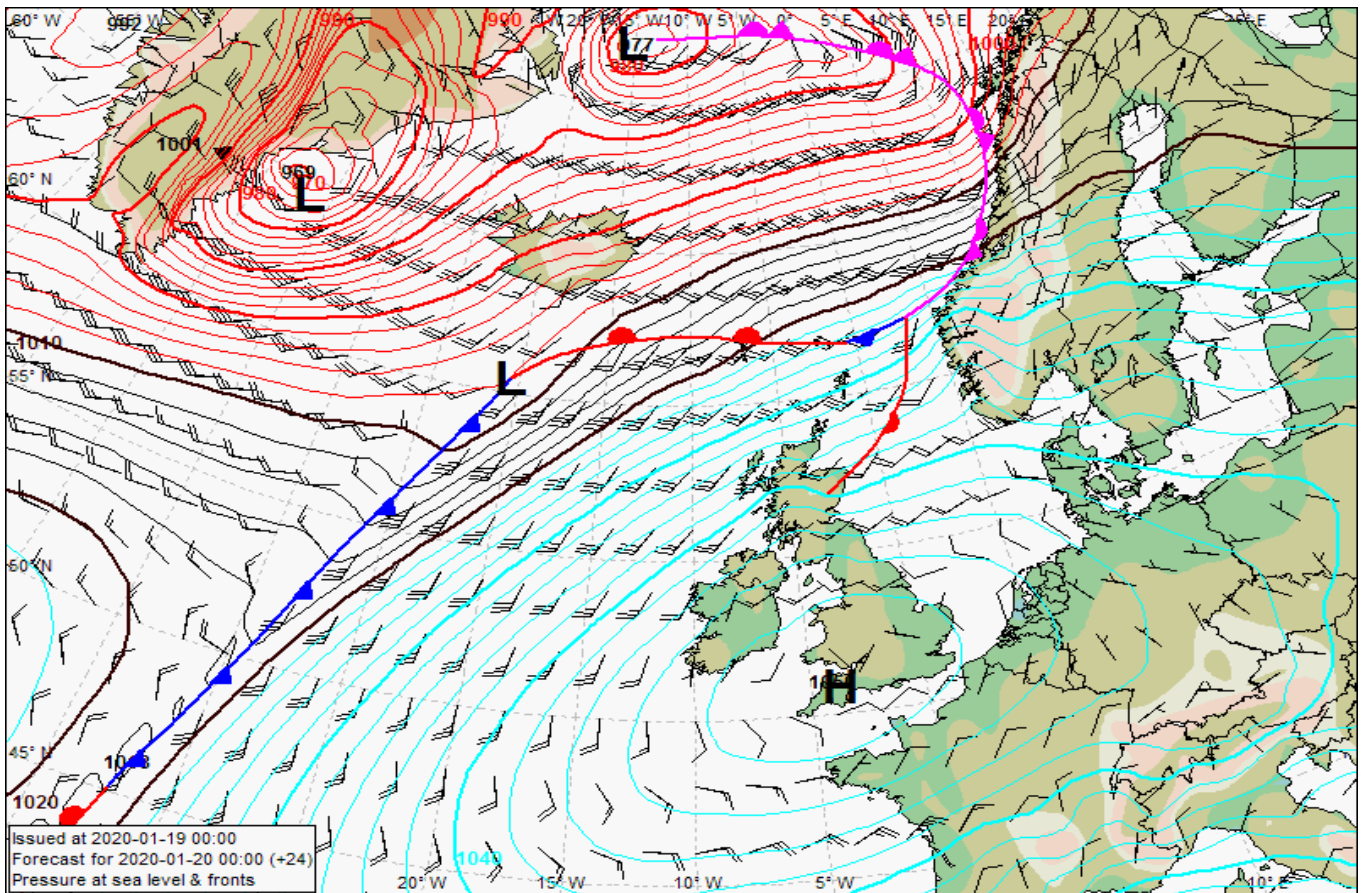 60° W
980
990
20° W
15° W
10° W
5° W
0°
5° E
10° E
15° E
L
980
1001
60° N
969
970
L
1010
55° N
L
50° N
H
45° N
1020
1040
Issued at 2020-01-19 00:00
Forecast for 2020-01-20 00:00 (+24)
Pressure at sea level & fronts
20° W
15° W
10° W
5° W